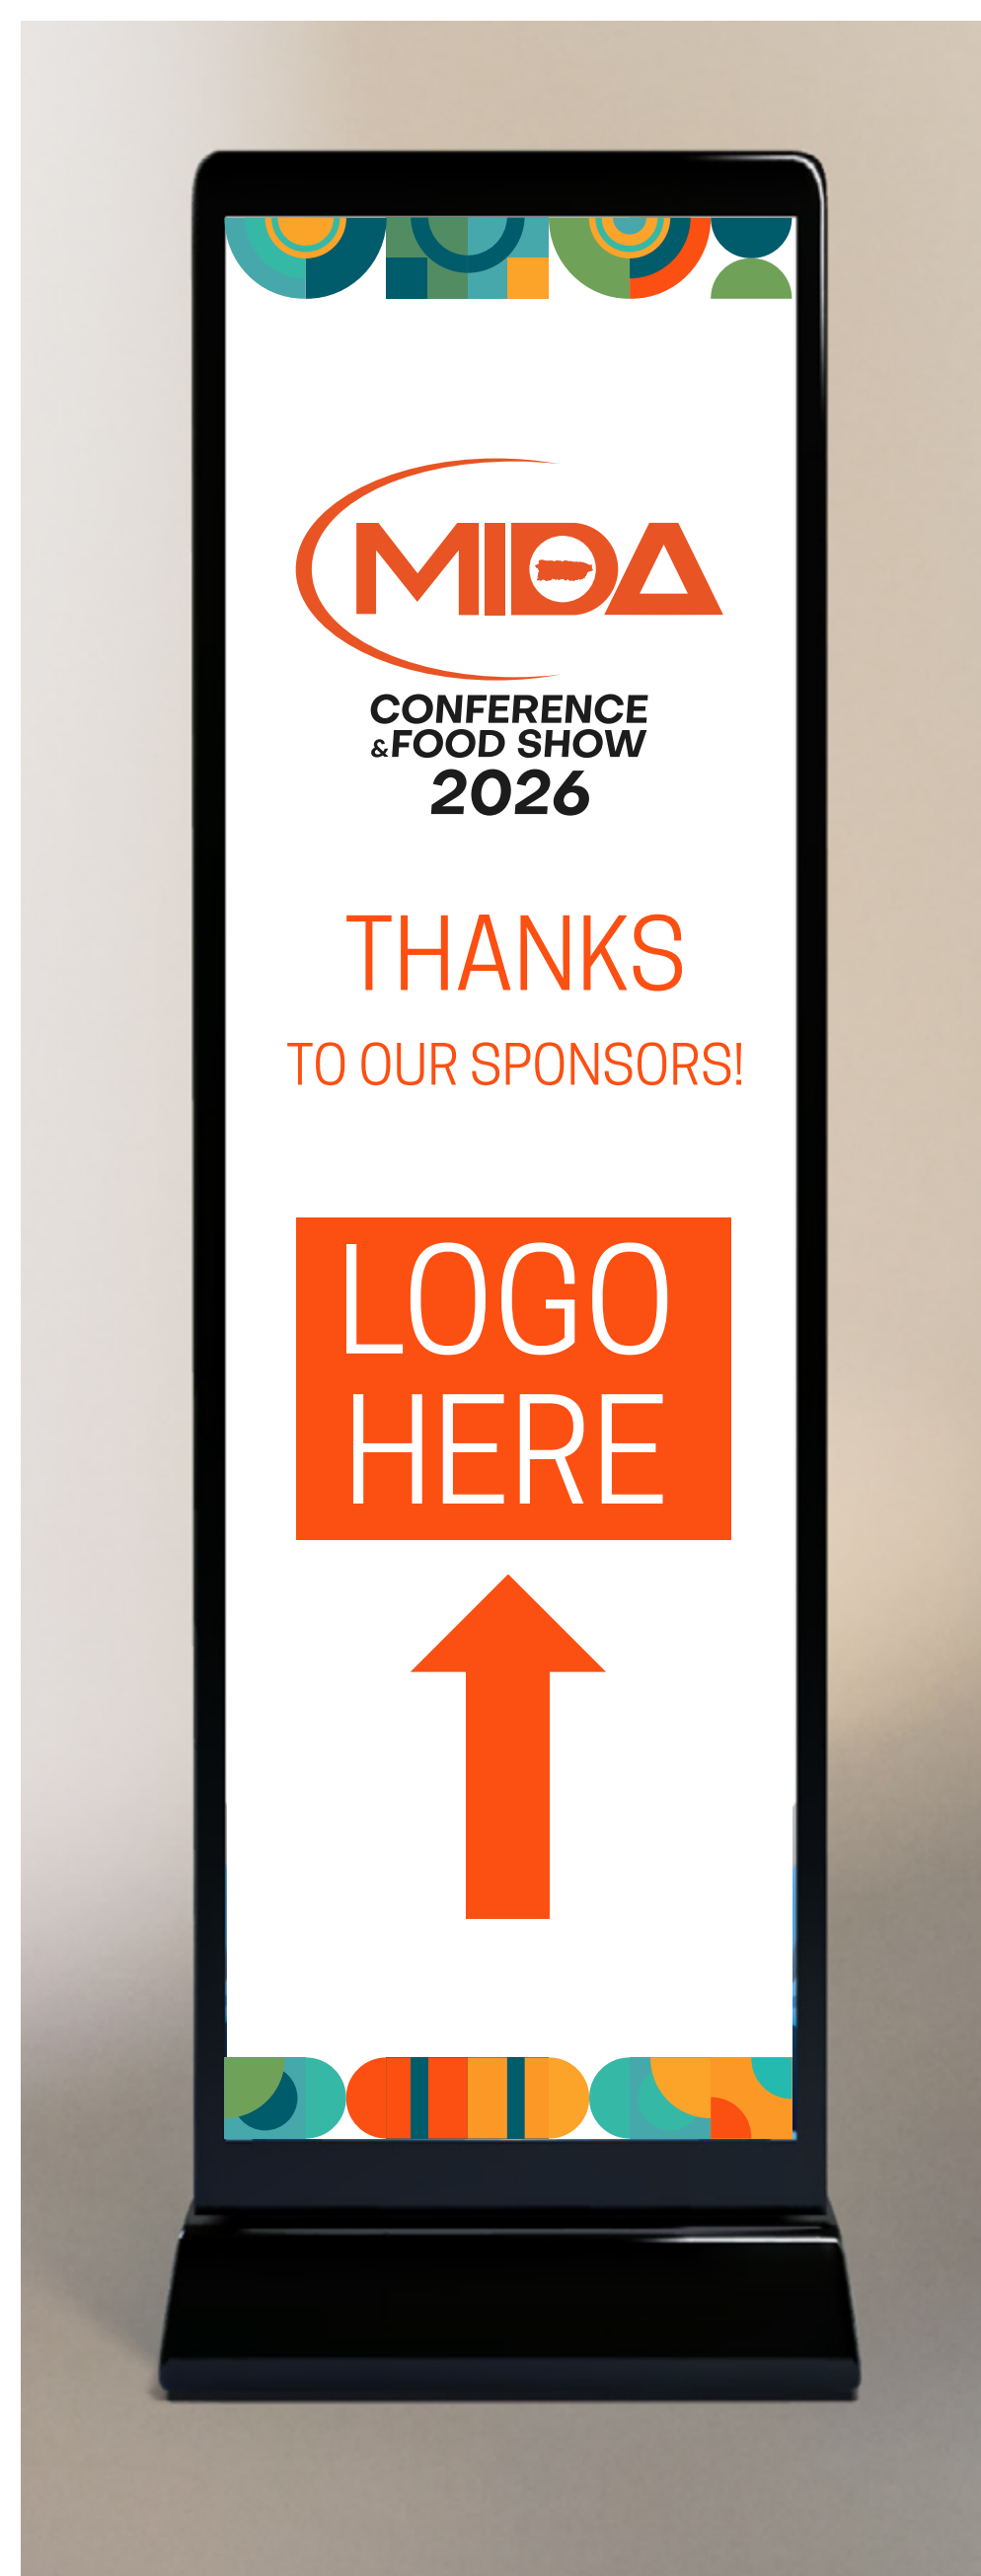 MIDA
CONFERENCE
&FOOD SHOW
2026
THANKS
TO OUR SPONSORS!
LOGO
HERE